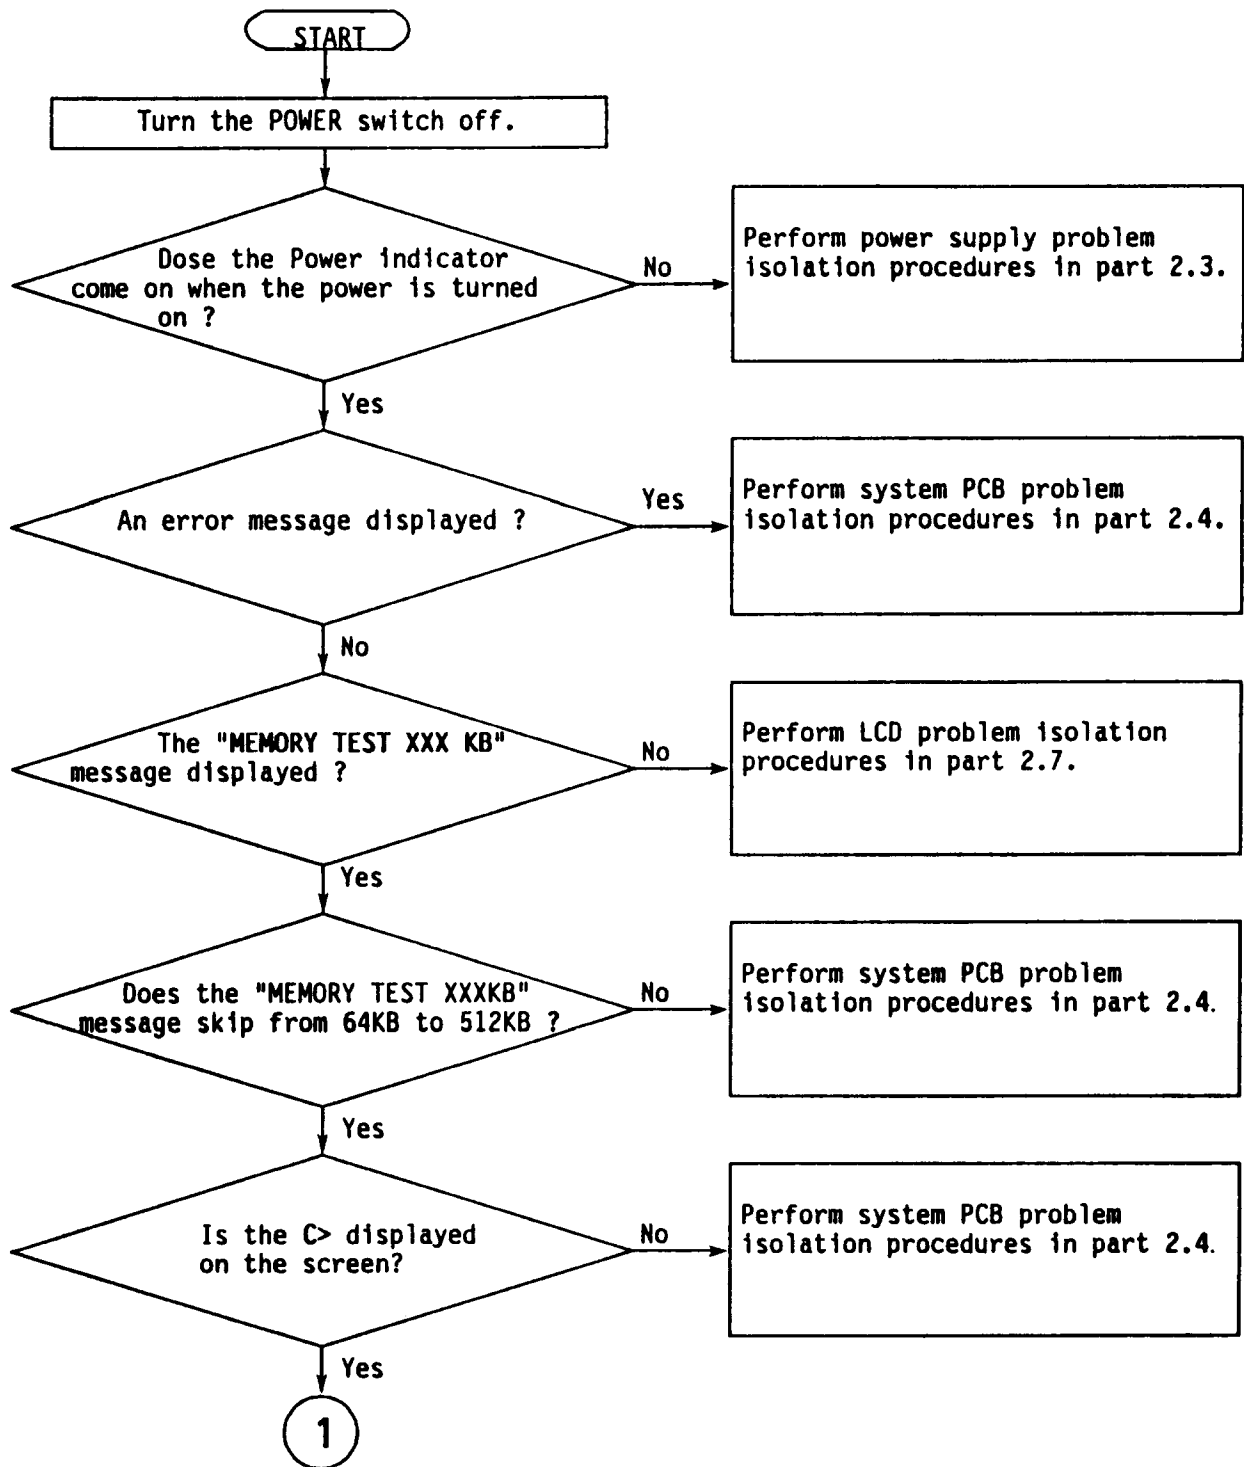 START
Turn the POWER switch off.
Dose the Power indicator
come on when the power is turned
on ?
No
Perform power supply problem
isolation procedures in part 2.3.
Yes
An error message displayed ?
Yes
Perform system PCB problem
isolation procedures in part 2.4.
No
The "MEMORY TEST XXX KB"
message displayed ?
No
Perform LCD problem isolation
procedures in part 2.7.
Yes
Does the "MEMORY TEST XXXKB"
message skip from 64KB to 512KB ?
No
Perform system PCB problem
isolation procedures in part 2.4.
Yes
Is the C> displayed
on the screen?
No
Perform system PCB problem
isolation procedures in part 2.4.
Yes
1